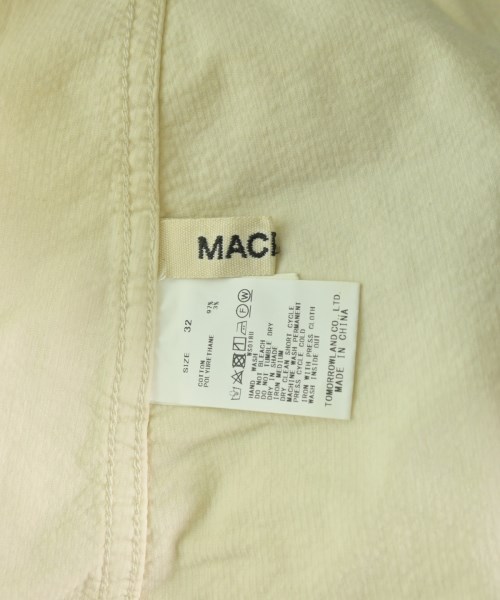 MACL
SIZE 32
COTTON 97%
POLYURETHANE 3%
HAND WASH
DO NOT BLEACH
DO NOT TUMBLE DRY
DRY IN SHADE
IRON MEDIUM
DRY CLEAN SHORT CYCLE
MACHINE WASH PERMANENT
PRESS CYCLE COLD
IRON WITH PRESS CLOTH
WASH INSIDE OUT
TOMORROWLAND CO., LTD.
MADE IN CHINA